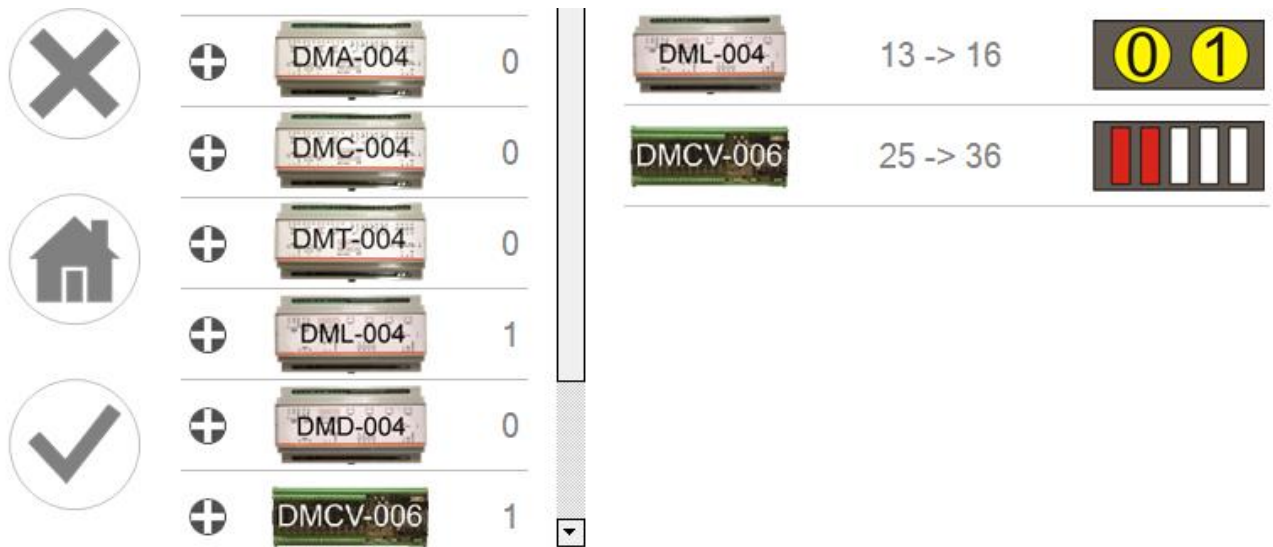 DMA-004 0
DMC-004 0
DMT-004 0
DML-004 1
DMD-004 0
DMCV-006 1
DML-004 13 -> 16 0 1
DMCV-006 25 -> 36